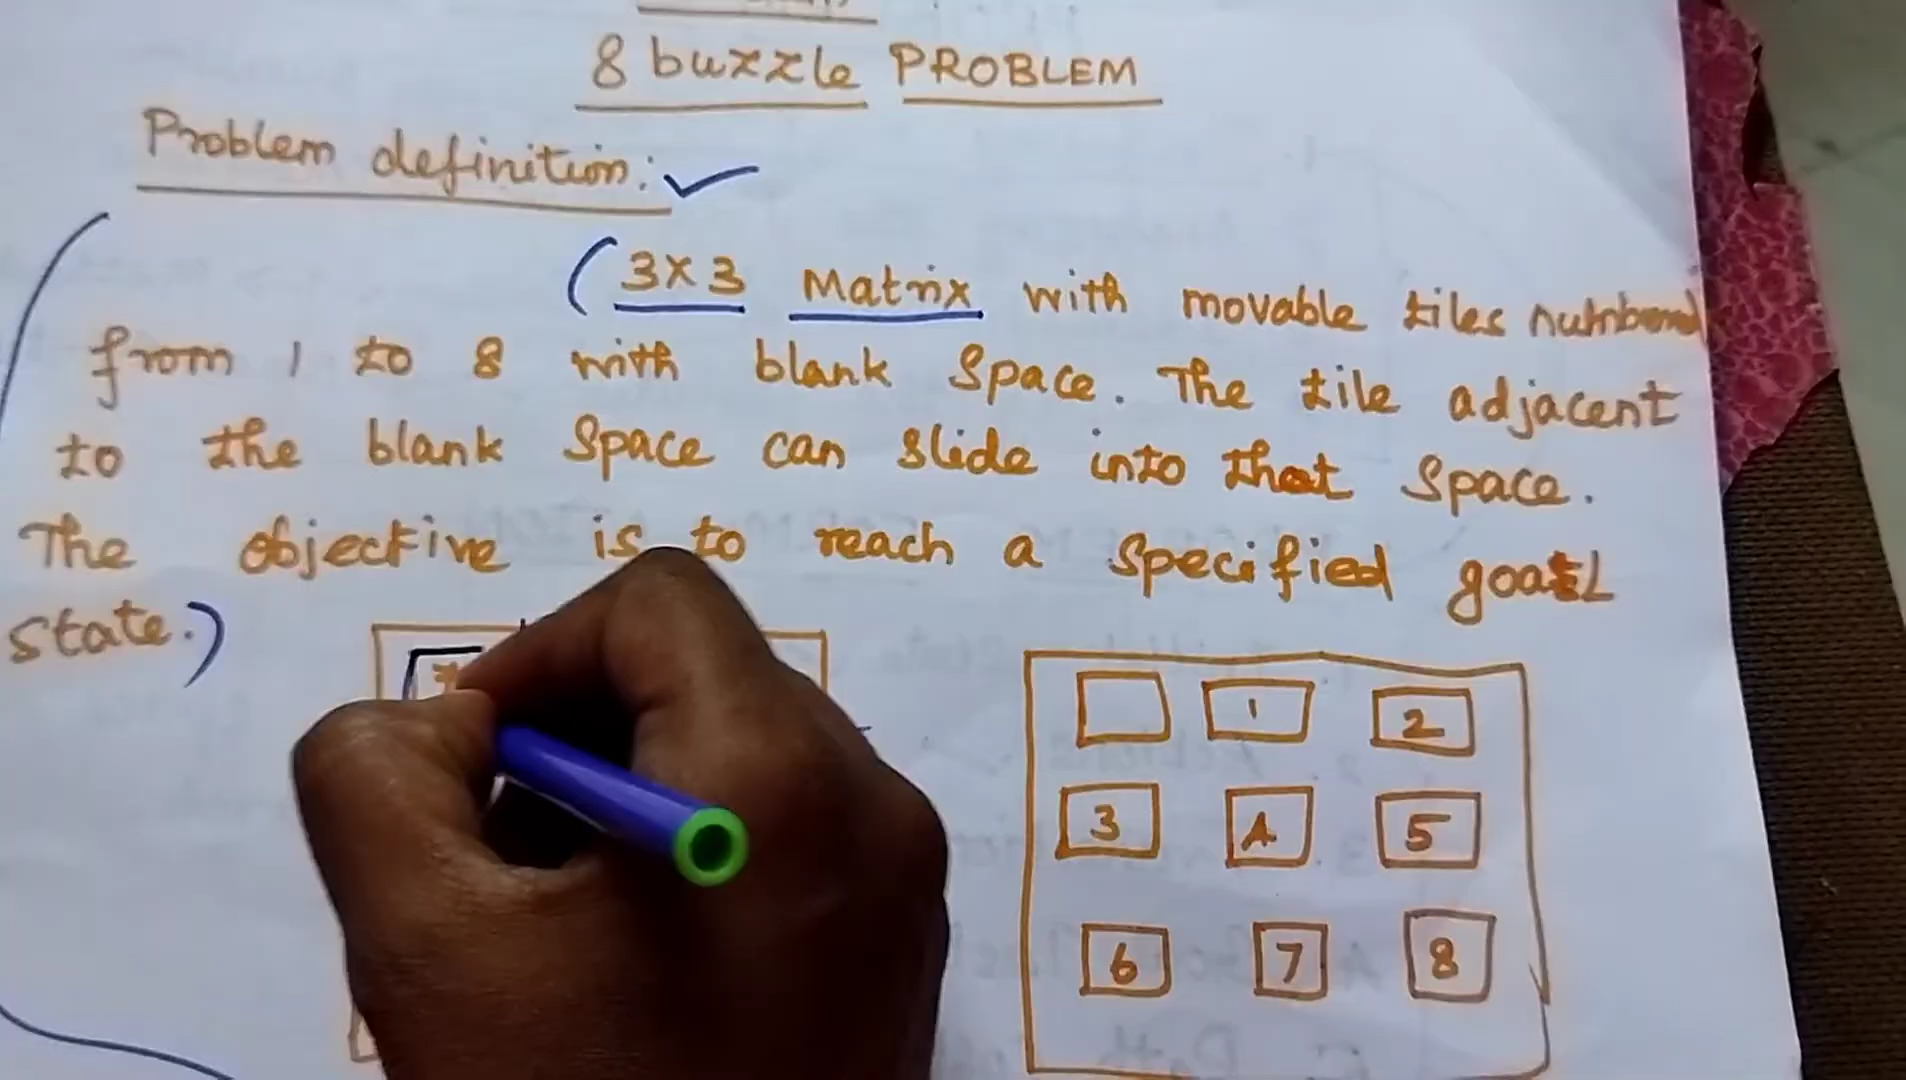 8 buzzle PROBLEM
Problem definition:
(3x3 Matrix with movable tiles numbered
from 1 to 8 with blank space. The tile adjacent
to the blank space can slide into that space.
The objective is to reach a specified goal
state.)
7
1 2
3 4 5
6 7 8